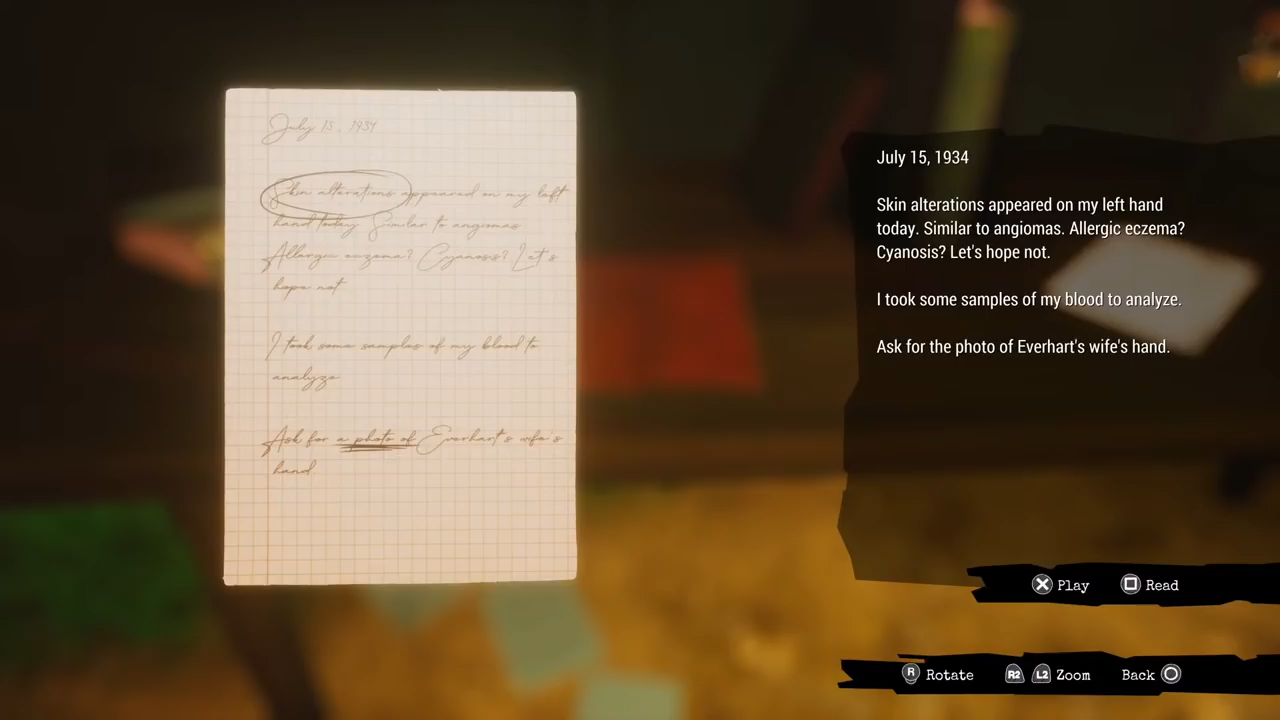 July 15, 1934
Skin alterations appeared on my left
hand today Similar to angiomas
Allergic eczema? Cyanosis? Let's
hope not
I took some samples of my blood to
analyze
Ask for a photo of Everhart's wife's
hand
July 15, 1934
Skin alterations appeared on my left hand
today. Similar to angiomas. Allergic eczema?
Cyanosis? Let's hope not.
I took some samples of my blood to analyze.
Ask for the photo of Everhart's wife's hand.
Play
Read
R Rotate
R2 L2 Zoom
Back